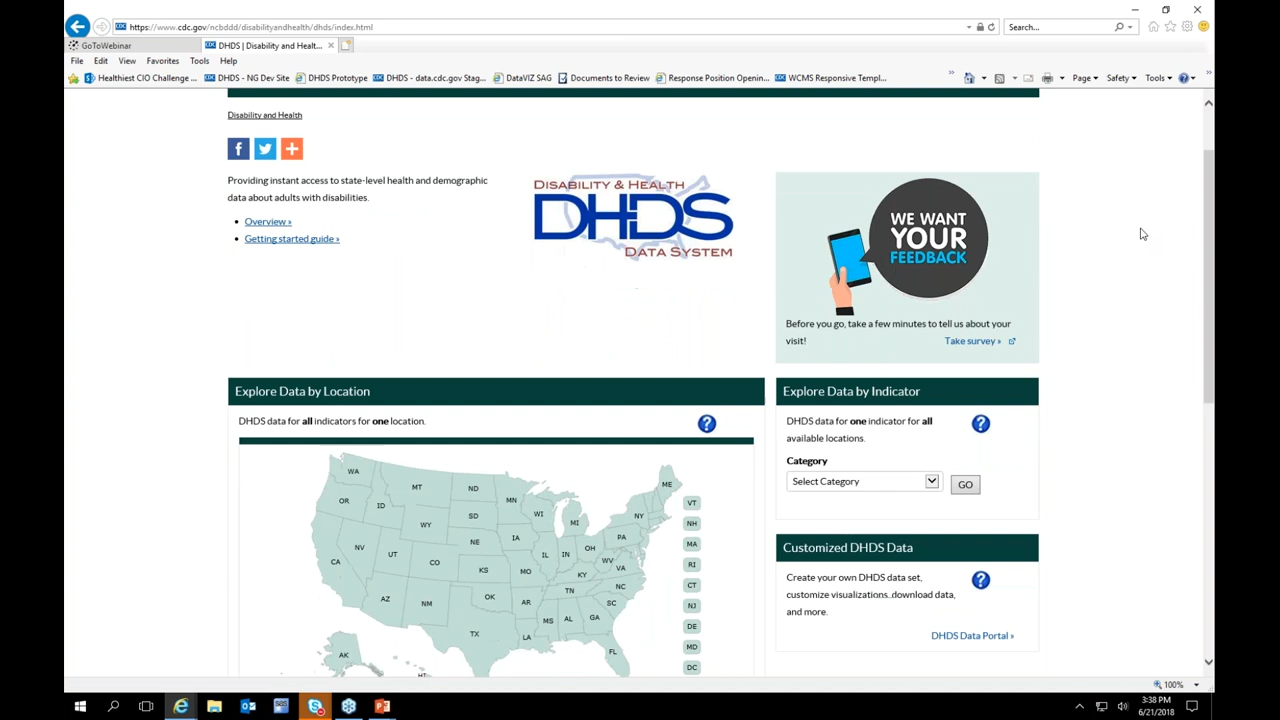 https://www.cdc.gov/ncbddd/disabilityandhealth/dhds/index.html
Search...
GoToWebinar
DHDS | Disability and Healt...
File Edit View Favorites Tools Help
Healthiest CIO Challenge ... DHDS - NG Dev Site DHDS Prototype DHDS - data.cdc.gov Stag... DataVIZ SAG Documents to Review Response Position Openin... WCMS Responsive Templ...
Page Safety Tools
Disability and Health
Providing instant access to state-level health and demographic
data about adults with disabilities.
Overview »
Getting started guide »
DISABILITY & HEALTH
DHDS
DATA SYSTEM
WE WANT
YOUR
FEEDBACK
Before you go, take a few minutes to tell us about your
visit!
Take survey »
Explore Data by Location
DHDS data for all indicators for one location.
WA
OR
ID
MT
ND
MN
WI
MI
ME
NY
SD
WY
NV
UT
CO
NE
IA
IL
IN
OH
PA
CA
KS
MO
KY
WV
VA
AZ
NM
OK
AR
TN
NC
SC
TX
LA
MS
AL
GA
FL
AK
HI
VT
NH
MA
RI
CT
NJ
DE
MD
DC
Explore Data by Indicator
DHDS data for one indicator for all
available locations.
Category
Select Category
GO
Customized DHDS Data
Create your own DHDS data set,
customize visualizations..download data,
and more.
DHDS Data Portal »
100%
3:38 PM
6/21/2018